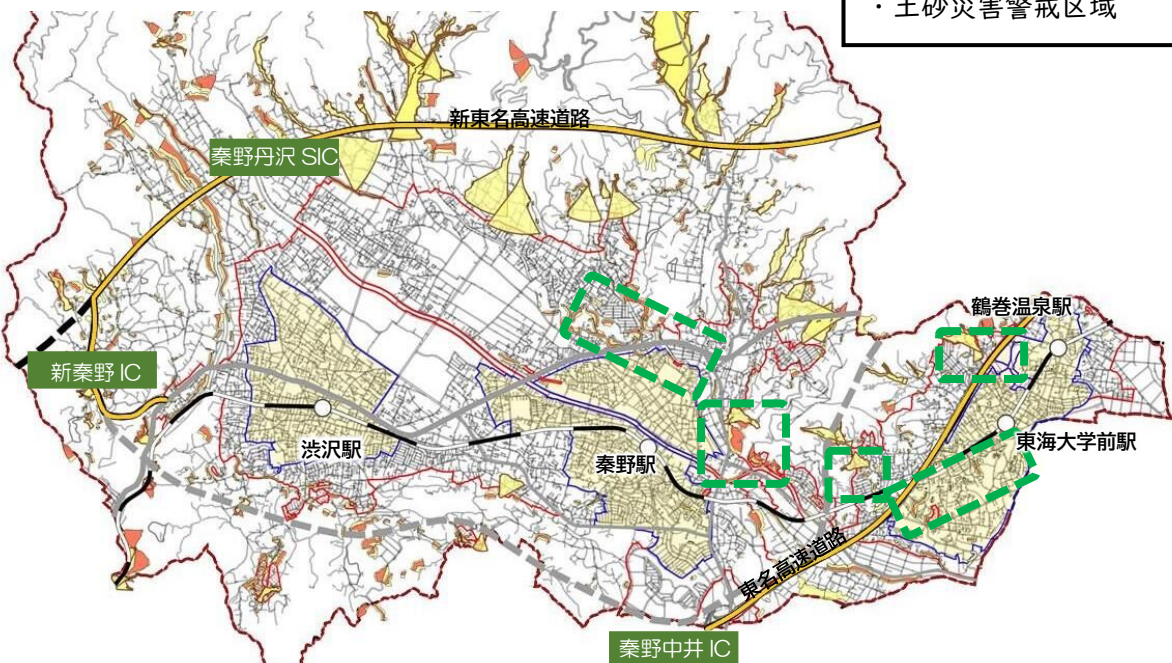 ・土砂災害警戒区域
新東名高速道路
秦野丹沢 SIC
鶴巻温泉駅
新秦野 IC
東海大学前駅
渋沢駅
秦野駅
東名高速道路
秦野中井 IC